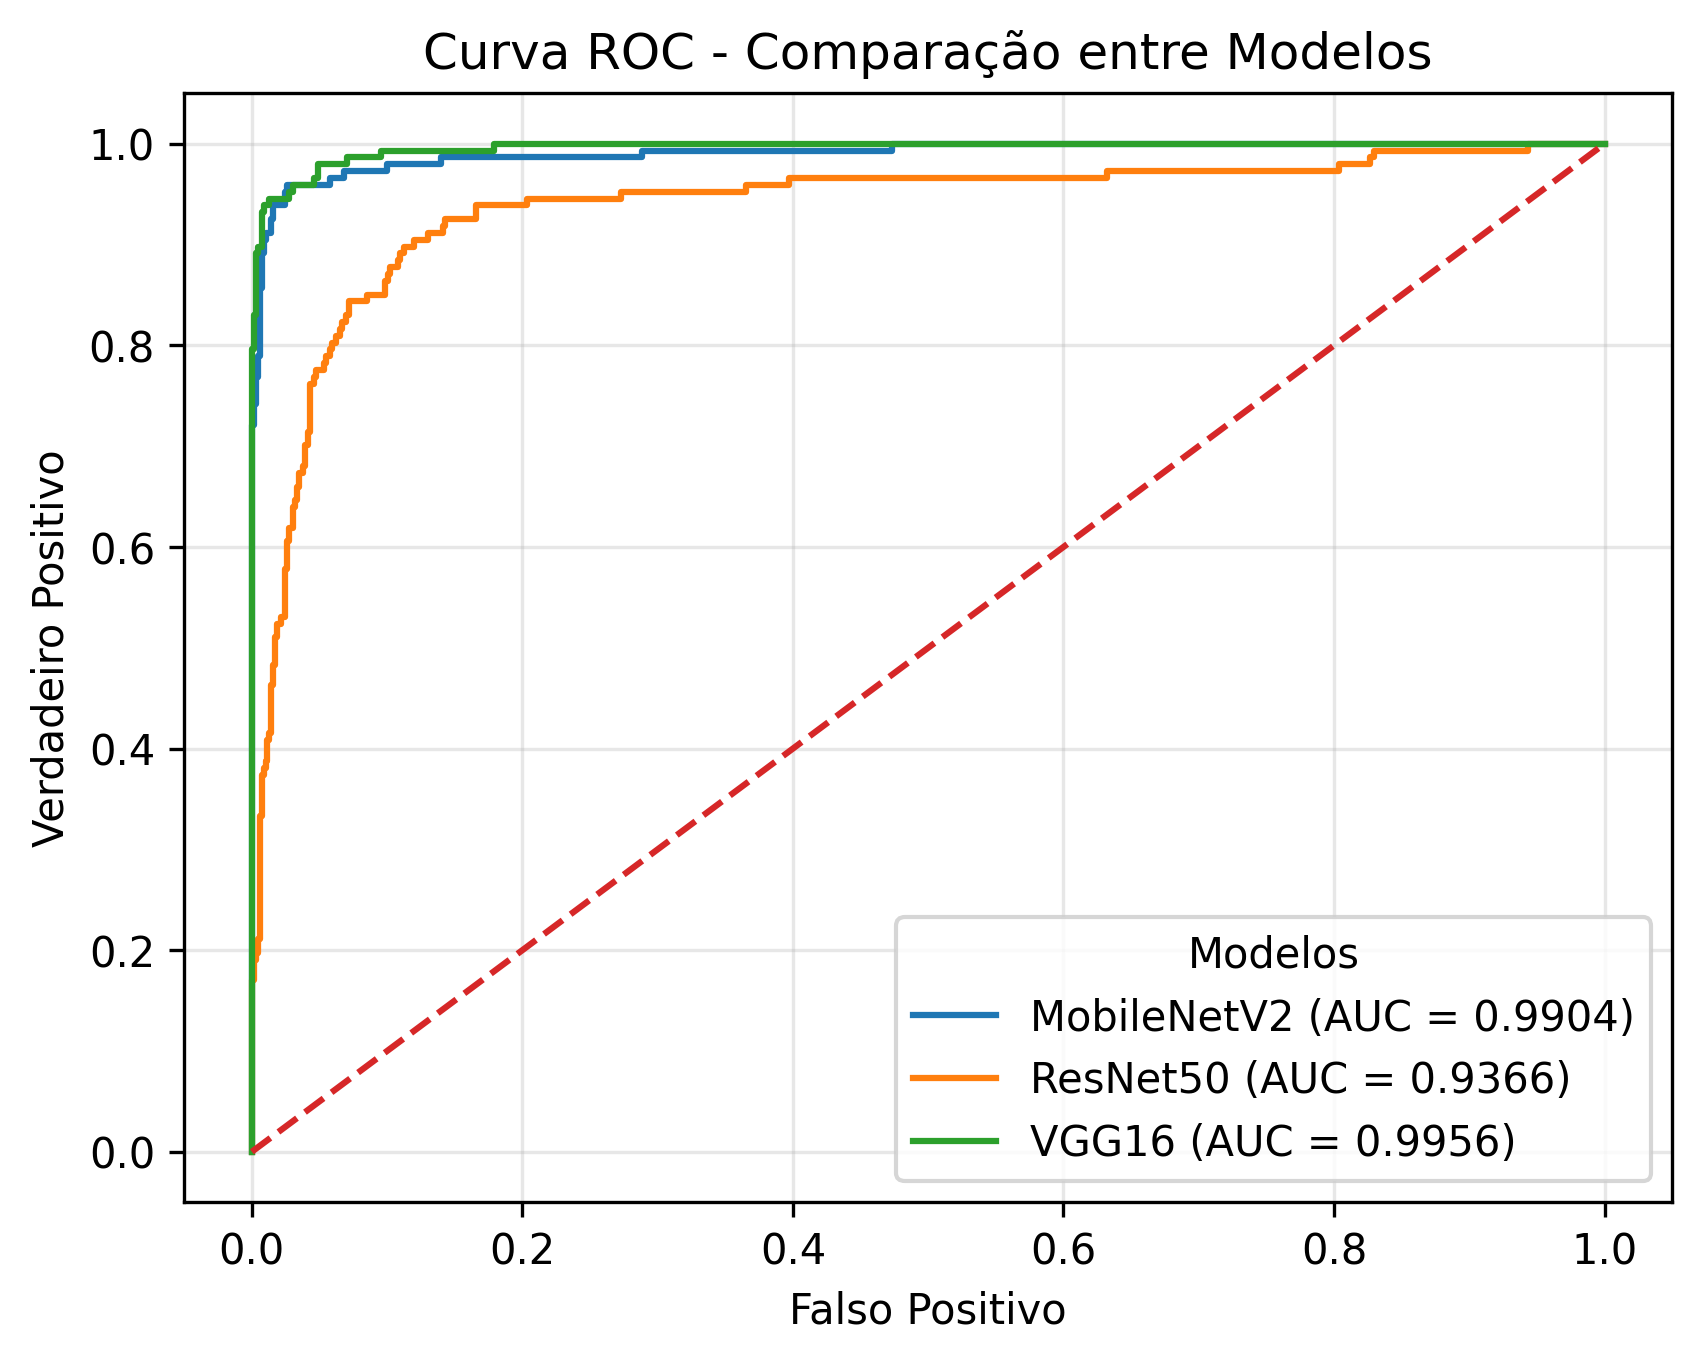 Curva ROC - Comparação entre Modelos
Verdadeiro Positivo
1.0
0.8
0.6
0.4
0.2
0.0
0.0 0.2 0.4 0.6 0.8 1.0
Falso Positivo
Modelos
MobileNetV2 (AUC = 0.9904)
ResNet50 (AUC = 0.9366)
VGG16 (AUC = 0.9956)